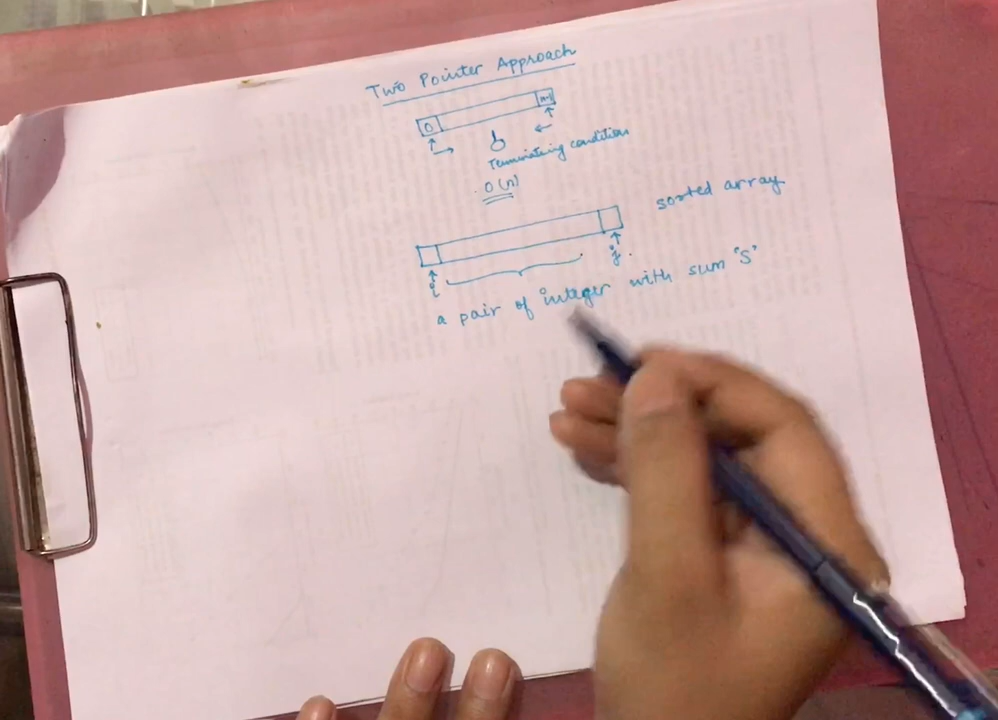 Two Pointer Approach
0 n-1
Terminating condition
O(n)
sorted array
i j
a pair of integer with sum "S"